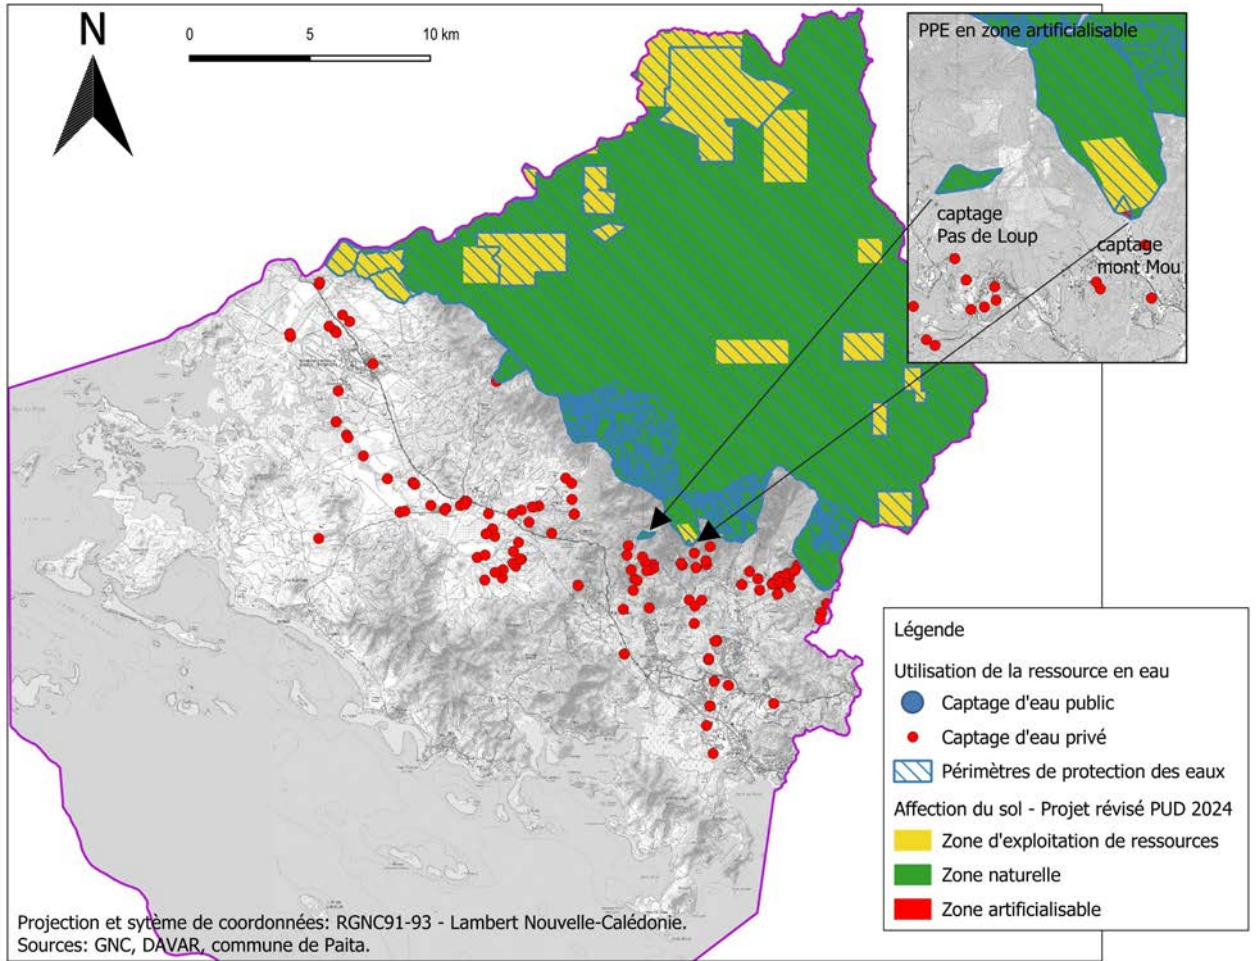 N
0 5 10 km
PPE en zone artificialisable
captage
Pas de Loup
captage
mont Mou
Légende
Utilisation de la ressource en eau
Captage d'eau public
Captage d'eau privé
Périmètres de protection des eaux
Affection du sol - Projet révisé PUD 2024
Zone d'exploitation de ressources
Zone naturelle
Zone artificialisable
Projection et sytème de coordonnées: RGNC91-93 - Lambert Nouvelle-Calédonie.
Sources: GNC, DAVAR, commune de Paita.